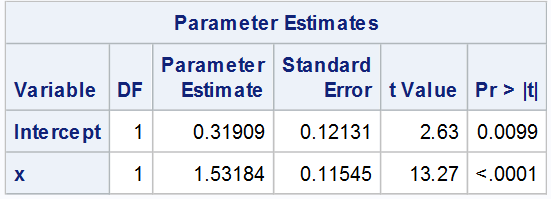 Parameter Estimates
Variable DF Parameter Estimate Standard Error t Value Pr > |t|
Intercept 1 0.31909 0.12131 2.63 0.0099
x 1 1.53184 0.11545 13.27 <.0001